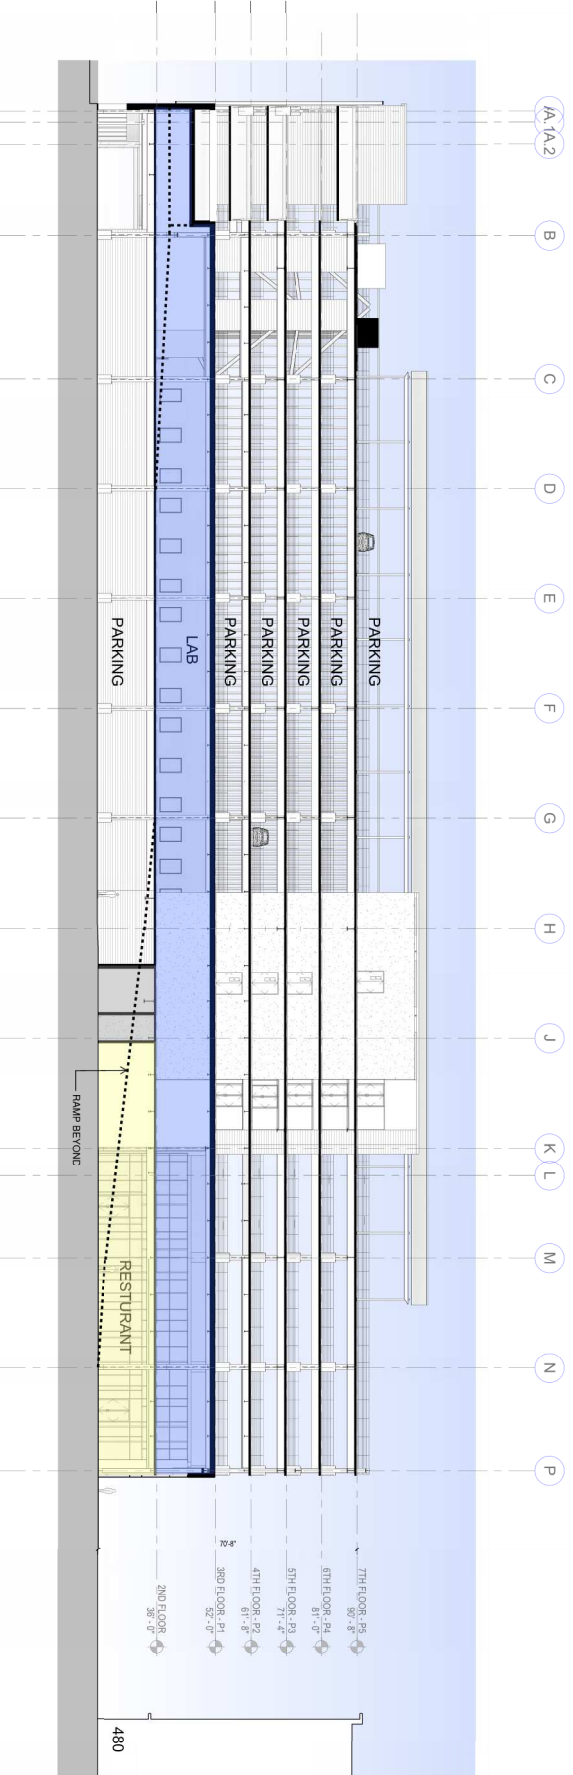 A
A.1
A.2
B
C
D
E
F
G
H
J
K
L
M
N
P
PARKING
PARKING
PARKING
PARKING
PARKING
LAB
PARKING
RESTURANT
RAMP BEYOND
70'-8"
7TH FLOOR - P5
90' - 8"
6TH FLOOR - P4
81' - 0"
5TH FLOOR - P3
71' - 4"
4TH FLOOR - P2
61' - 8"
3RD FLOOR - P1
52' - 0"
2ND FLOOR
36' - 0"
480